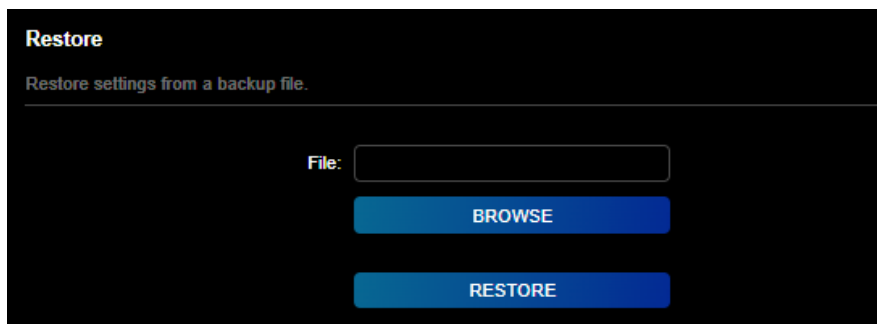 Restore
Restore settings from a backup file.
File:
BROWSE
RESTORE